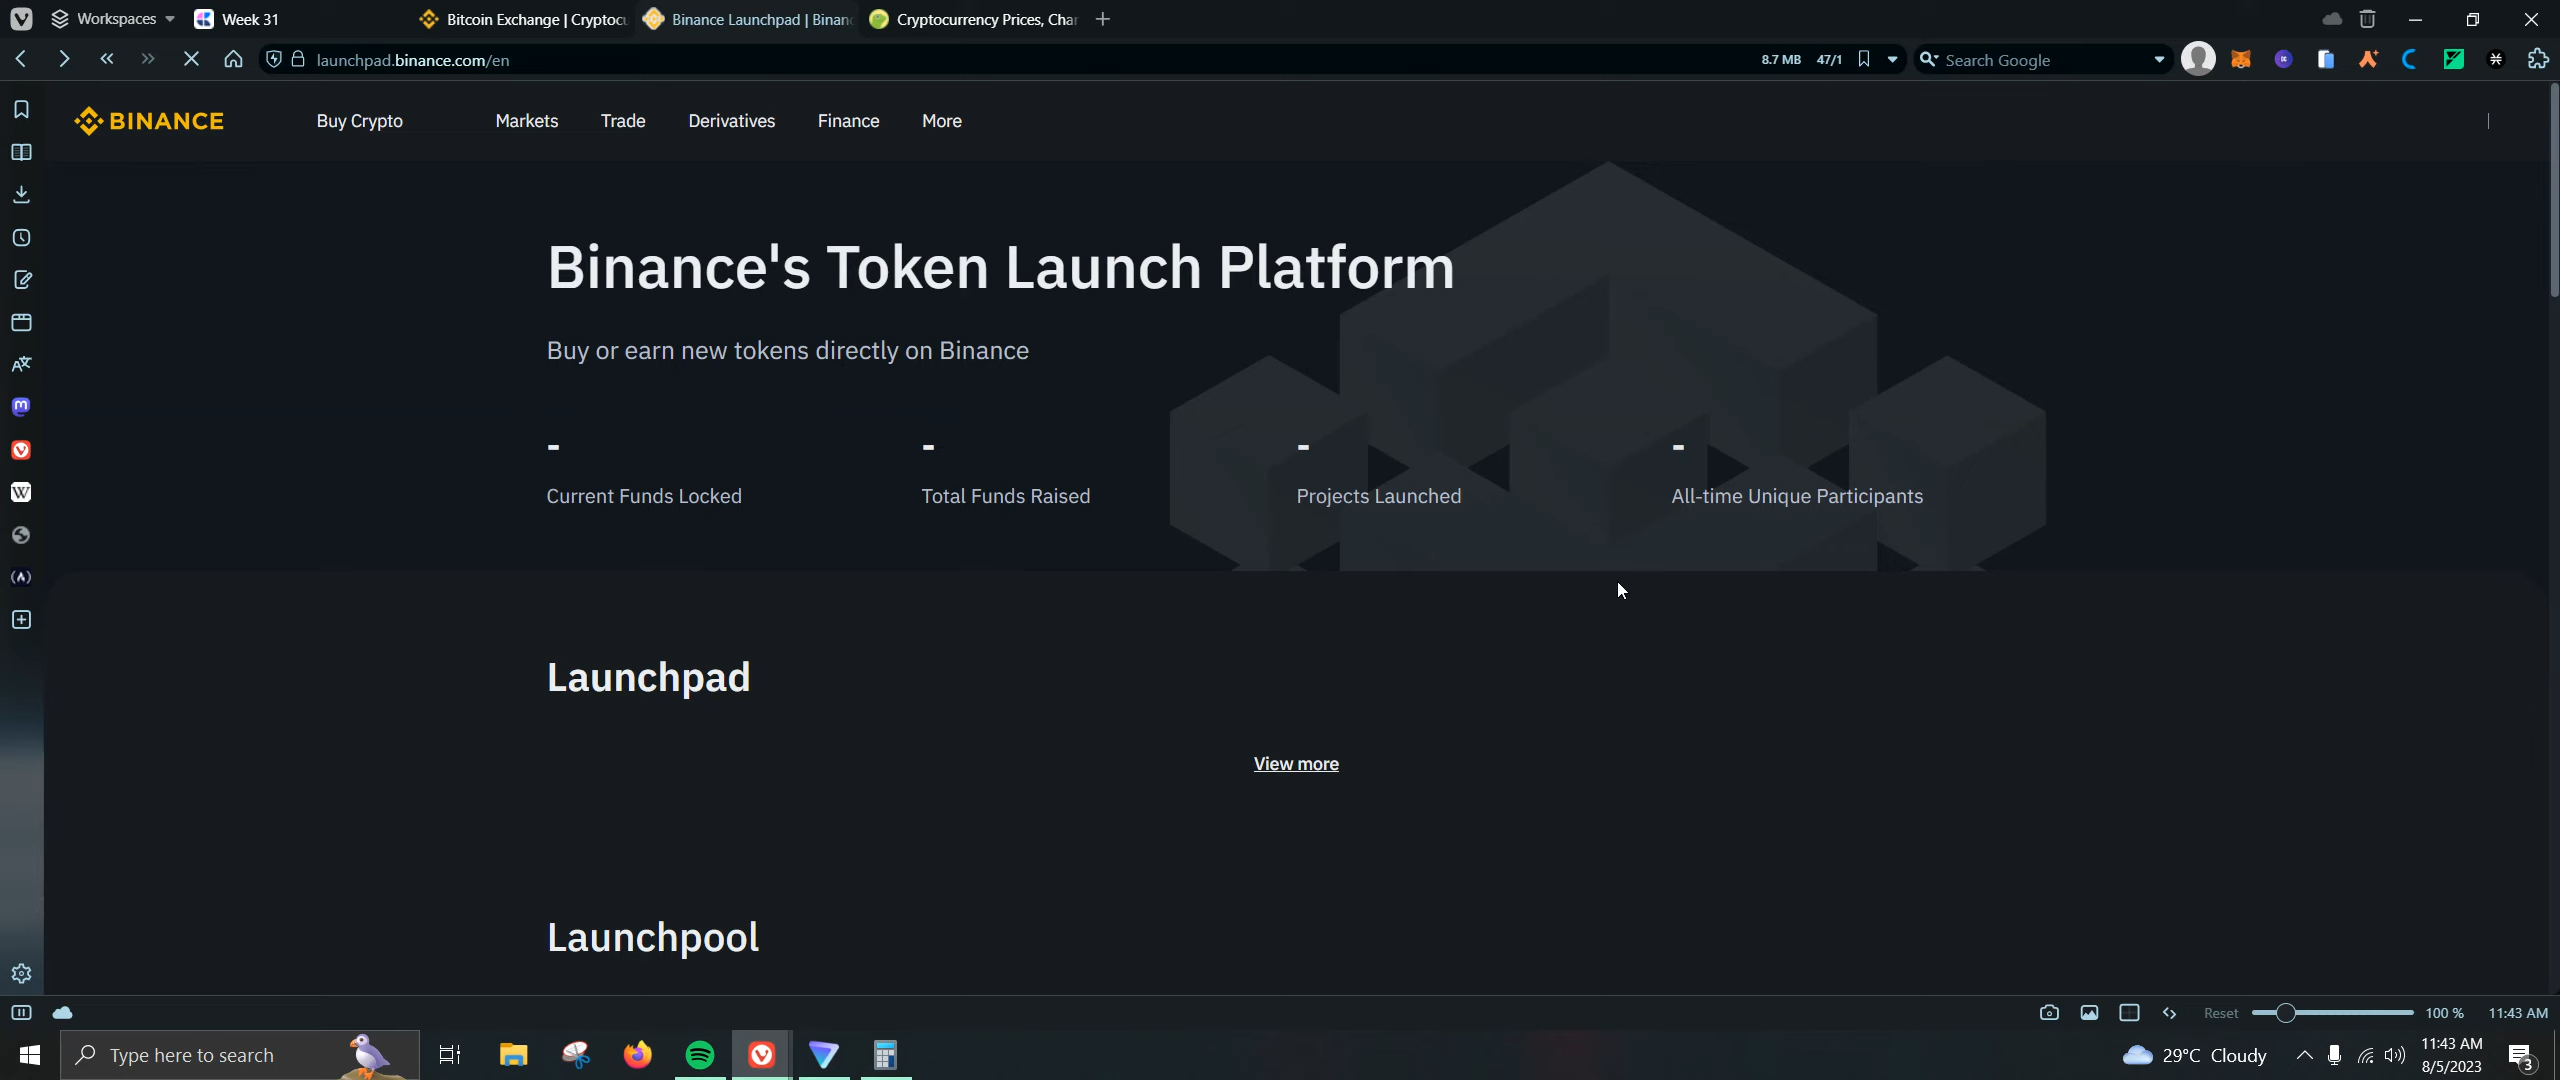 Workspaces
Week 31
Bitcoin Exchange | Cryptocu
Binance Launchpad | Binanc
Cryptocurrency Prices, Char
launchpad.binance.com/en
8.7 MB
47/1
Search Google
BINANCE
Buy Crypto
Markets
Trade
Derivatives
Finance
More
Binance's Token Launch Platform
Buy or earn new tokens directly on Binance
-
-
-
-
Current Funds Locked
Total Funds Raised
Projects Launched
All-time Unique Participants
Launchpad
View more
Launchpool
Reset
100 %
11:43 AM
Type here to search
29°C Cloudy
11:43 AM
8/5/2023
3